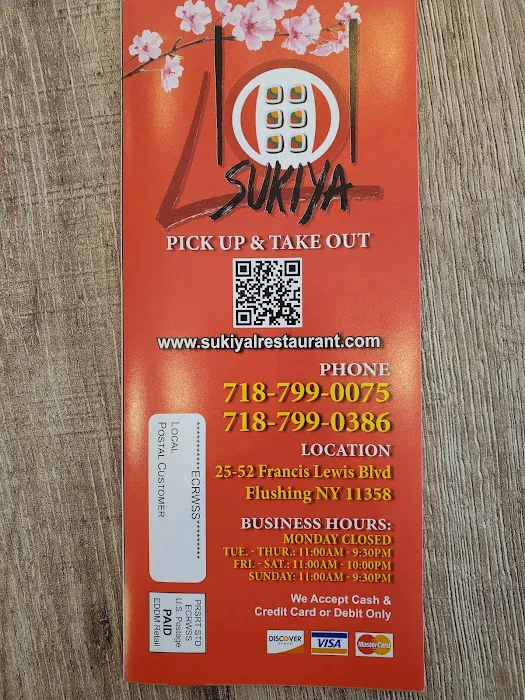 SUKIYA
PICK UP & TAKE OUT
www.sukiyalrestaurant.com
PHONE
718-799-0075
718-799-0386
LOCATION
25-52 Francis Lewis Blvd
Flushing NY 11358
BUSINESS HOURS:
MONDAY CLOSED
TUE. - THUR.: 11:00AM - 9:30PM
FRI. - SAT.: 11:00AM - 10:00PM
SUNDAY: 11:00AM - 9:30PM
We Accept Cash &
Credit Card or Debit Only
DISCOVER
VISA
MasterCard
***********ECRWSS***********
LOCAL
POSTAL CUSTOMER
PRSRT STD
ECRWSS
U.S. Postage
PAID
EDDM Retail